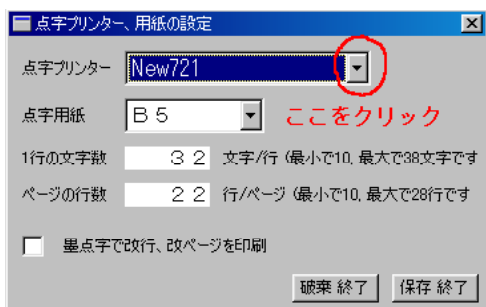 点字プリンター、用紙の設定
点字プリンター New721
点字用紙 B5 ここをクリック
1行の文字数 32 文字/行 (最小で10, 最大で38文字です
ページの行数 22 行/ページ (最小で10, 最大で28行です
墨点字で改行、改ページを印刷
破棄 終了 保存 終了